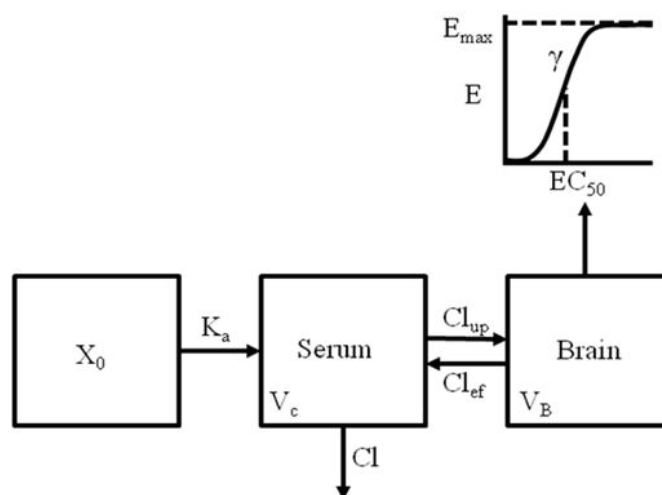 E_max
γ
E
EC_50
X_0
K_a
Serum
V_c
Cl_up
Cl_ef
Brain
V_B
Cl